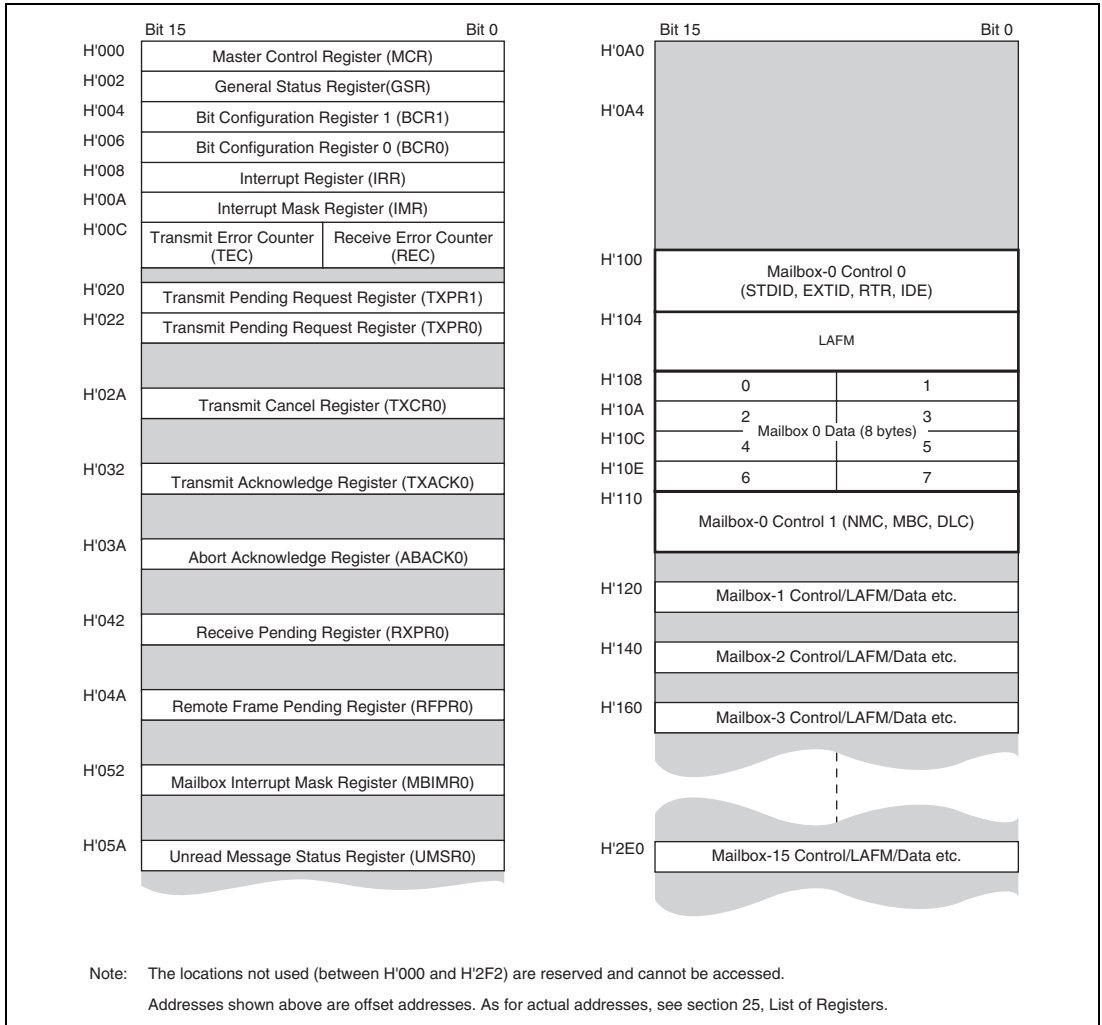 Bit 15 Bit 0
H'000 Master Control Register (MCR)
H'002 General Status Register(GSR)
H'004 Bit Configuration Register 1 (BCR1)
H'006 Bit Configuration Register 0 (BCR0)
H'008 Interrupt Register (IRR)
H'00A Interrupt Mask Register (IMR)
H'00C Transmit Error Counter (TEC) Receive Error Counter (REC)
H'020 Transmit Pending Request Register (TXPR1)
H'022 Transmit Pending Request Register (TXPR0)
H'02A Transmit Cancel Register (TXCR0)
H'032 Transmit Acknowledge Register (TXACK0)
H'03A Abort Acknowledge Register (ABACK0)
H'042 Receive Pending Register (RXPR0)
H'04A Remote Frame Pending Register (RFPR0)
H'052 Mailbox Interrupt Mask Register (MBIMR0)
H'05A Unread Message Status Register (UMSR0)
Bit 15 Bit 0
H'0A0
H'0A4
H'100 Mailbox-0 Control 0
(STDID, EXTID, RTR, IDE)
H'104 LAFM
H'108 0 1
H'10A 2 3
Mailbox 0 Data (8 bytes)
H'10C 4 5
H'10E 6 7
H'110 Mailbox-0 Control 1 (NMC, MBC, DLC)
H'120 Mailbox-1 Control/LAFM/Data etc.
H'140 Mailbox-2 Control/LAFM/Data etc.
H'160 Mailbox-3 Control/LAFM/Data etc.
H'2E0 Mailbox-15 Control/LAFM/Data etc.
Note: The locations not used (between H'000 and H'2F2) are reserved and cannot be accessed.
Addresses shown above are offset addresses. As for actual addresses, see section 25, List of Registers.